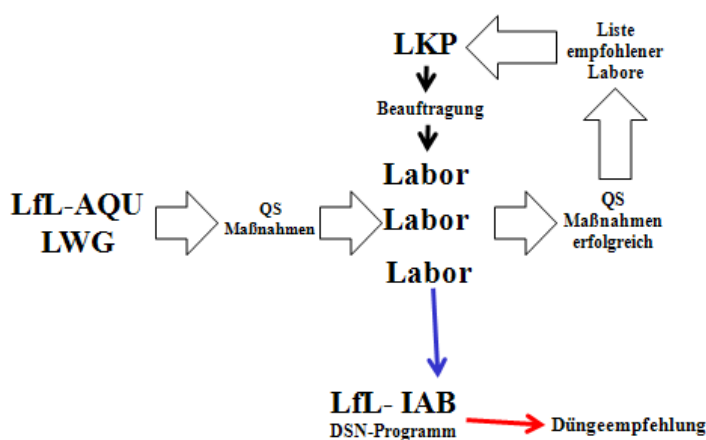 LKP
Liste
empfohlener
Labore
Beauftragung
Labor
LfL-AQU
LWG
QS
Maßnahmen
Labor
QS
Maßnahmen
erfolgreich
Labor
LfL- IAB
DSN-Programm
Düngeempfehlung